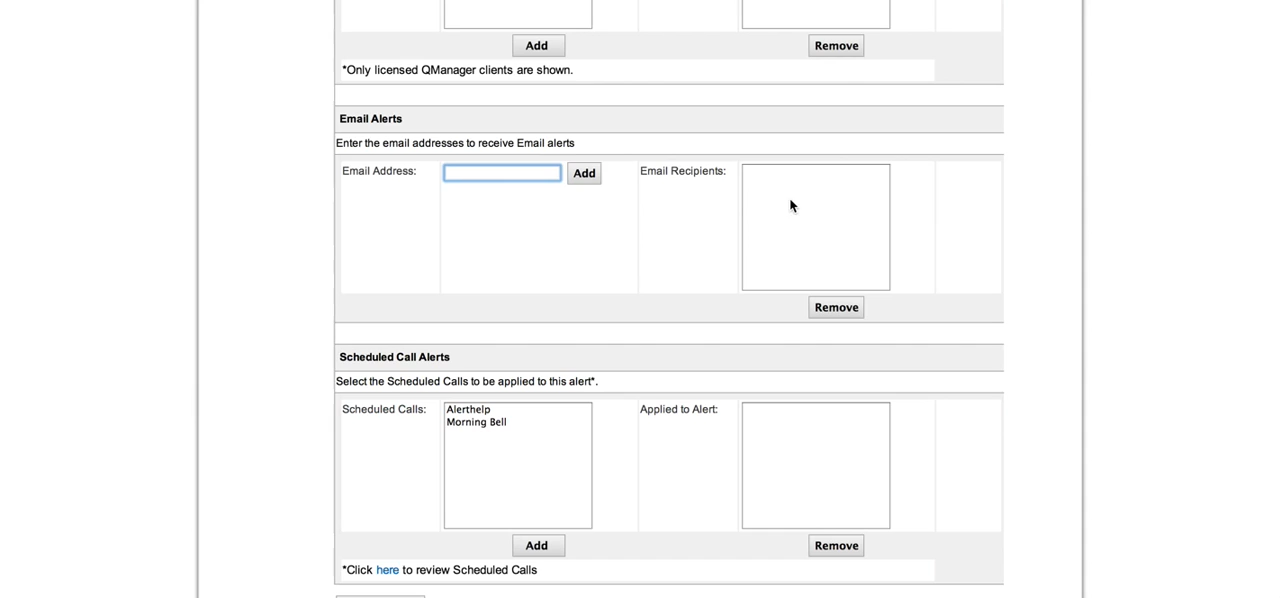 Add Remove
*Only licensed QManager clients are shown.
Email Alerts
Enter the email addresses to receive Email alerts
Email Address: Add Email Recipients:
Remove
Scheduled Call Alerts
Select the Scheduled Calls to be applied to this alert*.
Scheduled Calls: Alerthelp Applied to Alert:
Morning Bell
Add Remove
*Click here to review Scheduled Calls